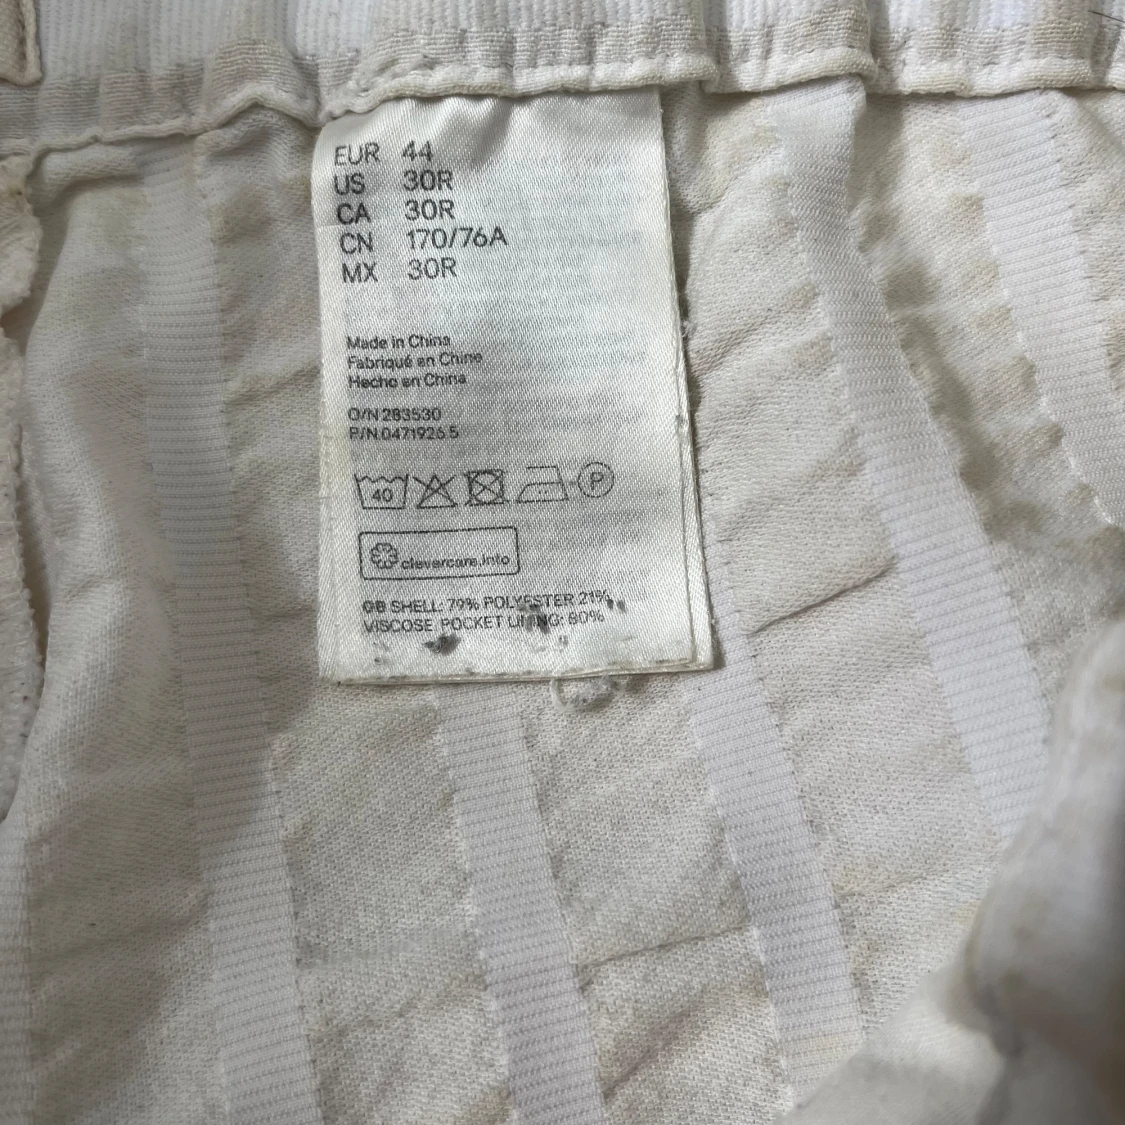 EUR 44
US 30R
CA 30R
CN 170/76A
MX 30R
Made in China
Fabriqué en Chine
Hecho en China
O/N 283530
P/N.0471926.5
40 P
clevercare.info
GB SHELL: 79% POLYESTER 21%
VISCOSE, POCKET LINING: 80%